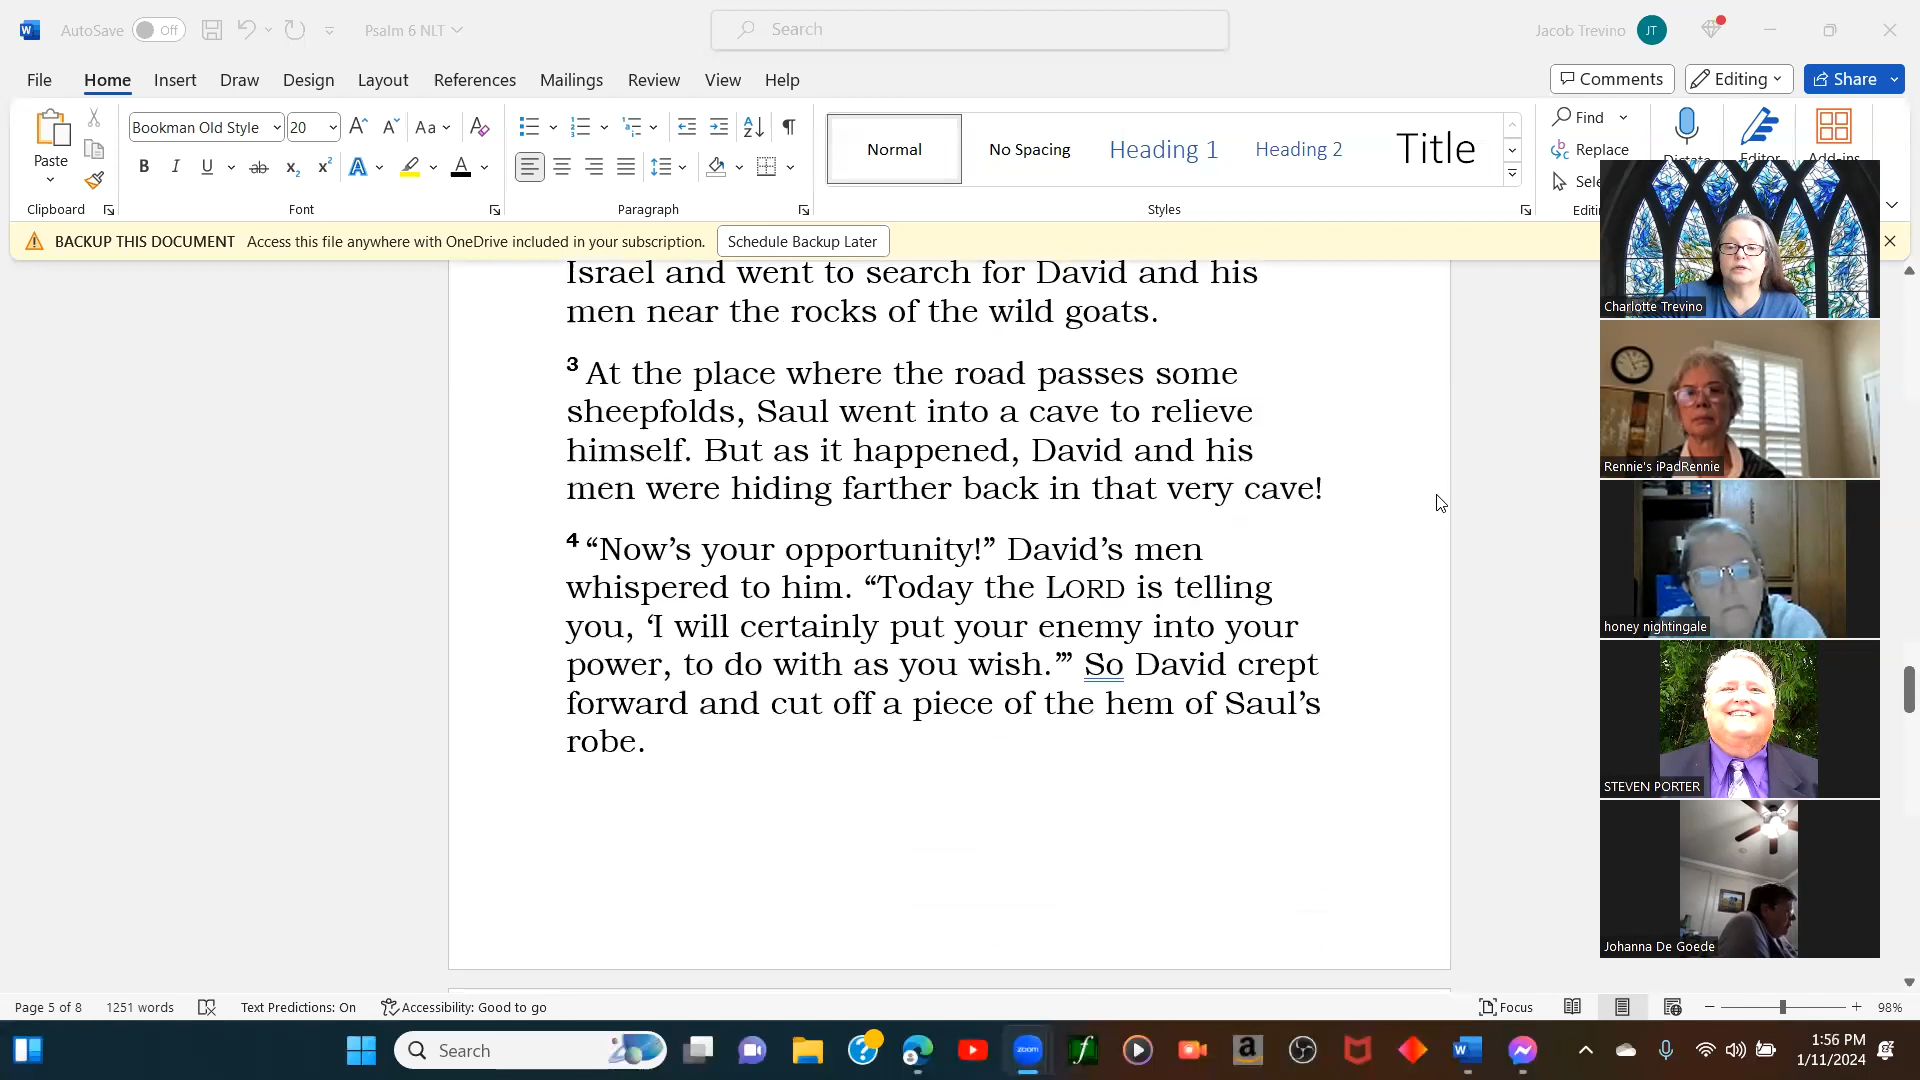 AutoSave Off Psalm 6 NLT Search Jacob Trevino JT
File Home Insert Draw Design Layout References Mailings Review View Help Comments Editing Share
Paste Bookman Old Style 20 Aa Normal No Spacing Heading 1 Heading 2 Title Find Replace
Clipboard Font Paragraph Styles
BACKUP THIS DOCUMENT Access this file anywhere with OneDrive included in your subscription. Schedule Backup Later
Israel and went to search for David and his
men near the rocks of the wild goats.
3 At the place where the road passes some
sheepfolds, Saul went into a cave to relieve
himself. But as it happened, David and his
men were hiding farther back in that very cave!
4 “Now’s your opportunity!” David’s men
whispered to him. “Today the LORD is telling
you, ‘I will certainly put your enemy into your
power, to do with as you wish.’” So David crept
forward and cut off a piece of the hem of Saul’s
robe.
Charlotte Trevino
Rennie's iPadRennie
honey nightingale
STEVEN PORTER
Johanna De Goede
Page 5 of 8 1251 words Text Predictions: On Accessibility: Good to go Focus 98%
Search zoom 1:56 PM
1/11/2024